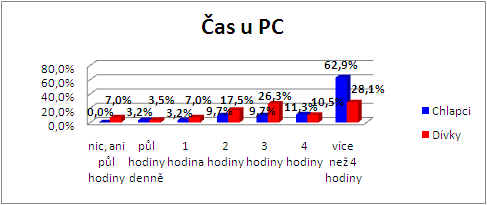 Čas u PC
62,9%
80,0%
60,0%
40,0%
20,0%
0,0%
0,0% 7,0% 3,2% 3,5% 3,2% 7,0% 9,7% 17,5% 9,7% 26,3% 11,3% 10,5% 28,1%
Chlapci
Dívky
nic, ani půl 1 2 3 4 více
půl hodiny hodina hodiny hodiny hodiny než 4
hodiny denně hodiny